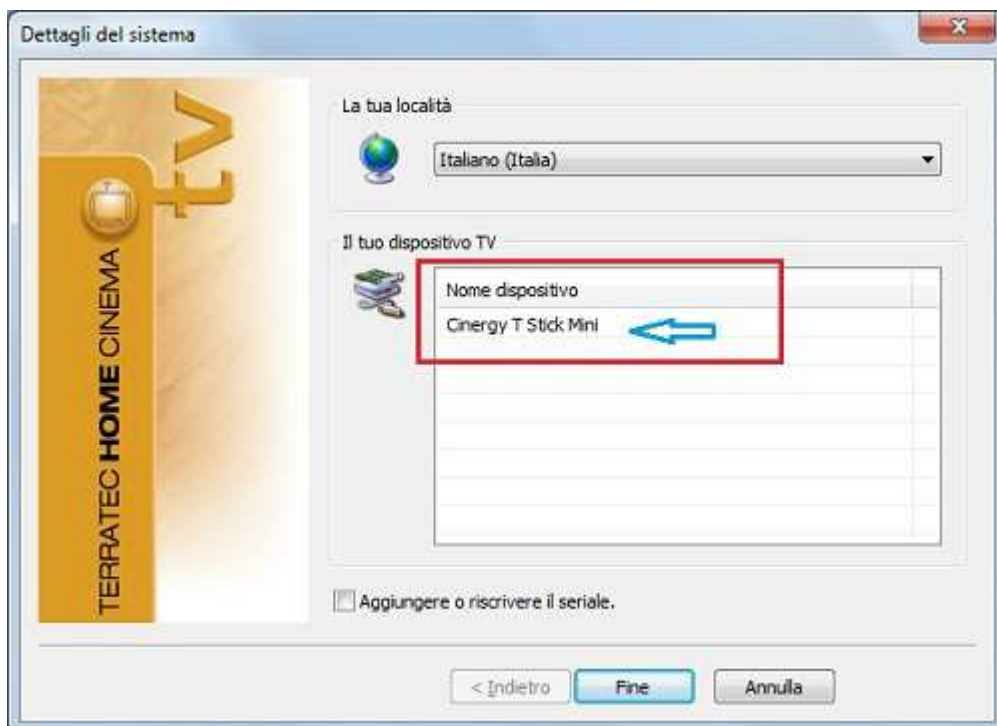 Dettagli del sistema
tv
TERRATEC HOME CINEMA
La tua località
Italiano (Italia)
Il tuo dispositivo TV
Nome dispositivo
Cinergy T Stick Mini
Aggiungere o riscrivere il seriale.
< Indietro
Fine
Annulla